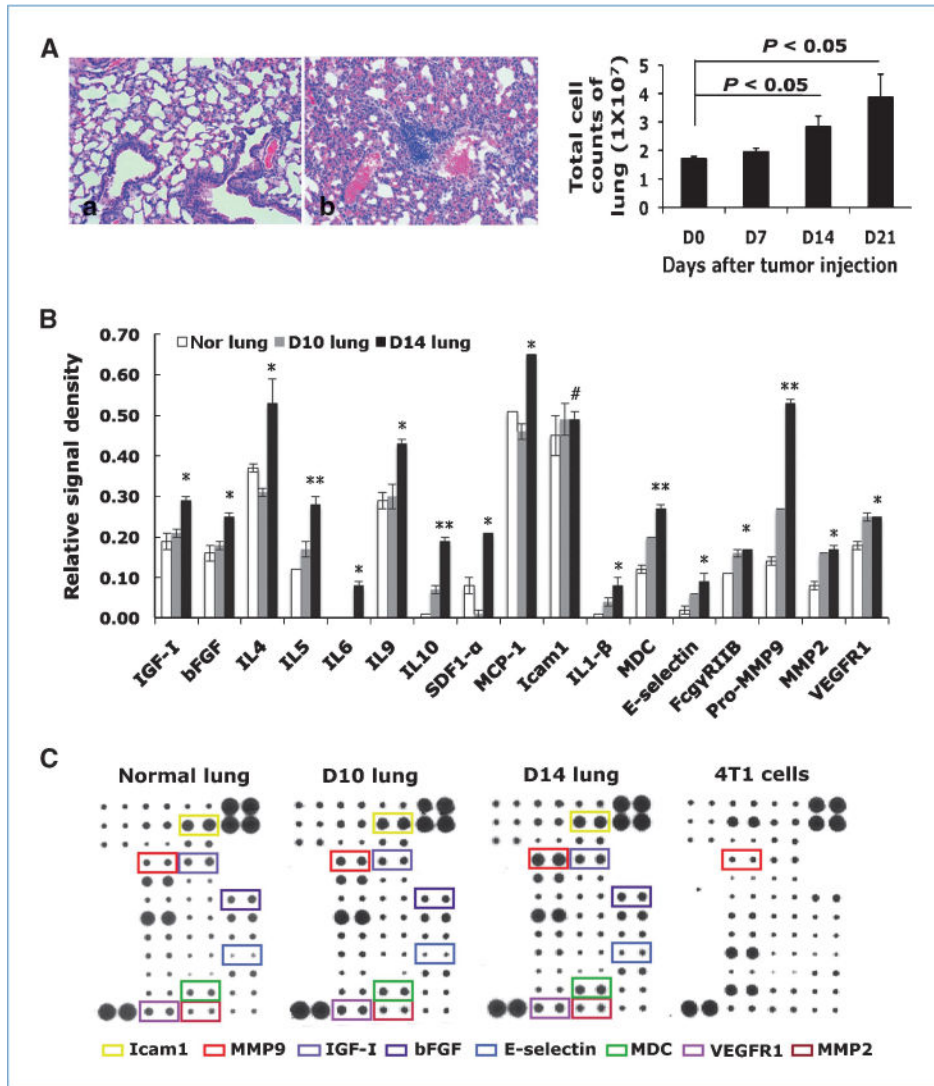 A
a
b
P < 0.05
P < 0.05
Total cell
counts of
lung (1X10⁷)
5
4
3
2
1
0
D0 D7 D14 D21
Days after tumor injection
B
Nor lung D10 lung D14 lung
Relative signal density
0.70
0.60
0.50
0.40
0.30
0.20
0.10
0.00
* * * ** * * ** * * # * ** * * ** * *
IGF-I bFGF IL4 IL5 IL6 IL9 IL10 SDF1-α MCP-1 Icam1 IL1-β MDC E-selectin FcgγRIIB Pro-MMP9 MMP2 VEGFR1
C
Normal lung D10 lung D14 lung 4T1 cells
Icam1 MMP9 IGF-I bFGF E-selectin MDC VEGFR1 MMP2